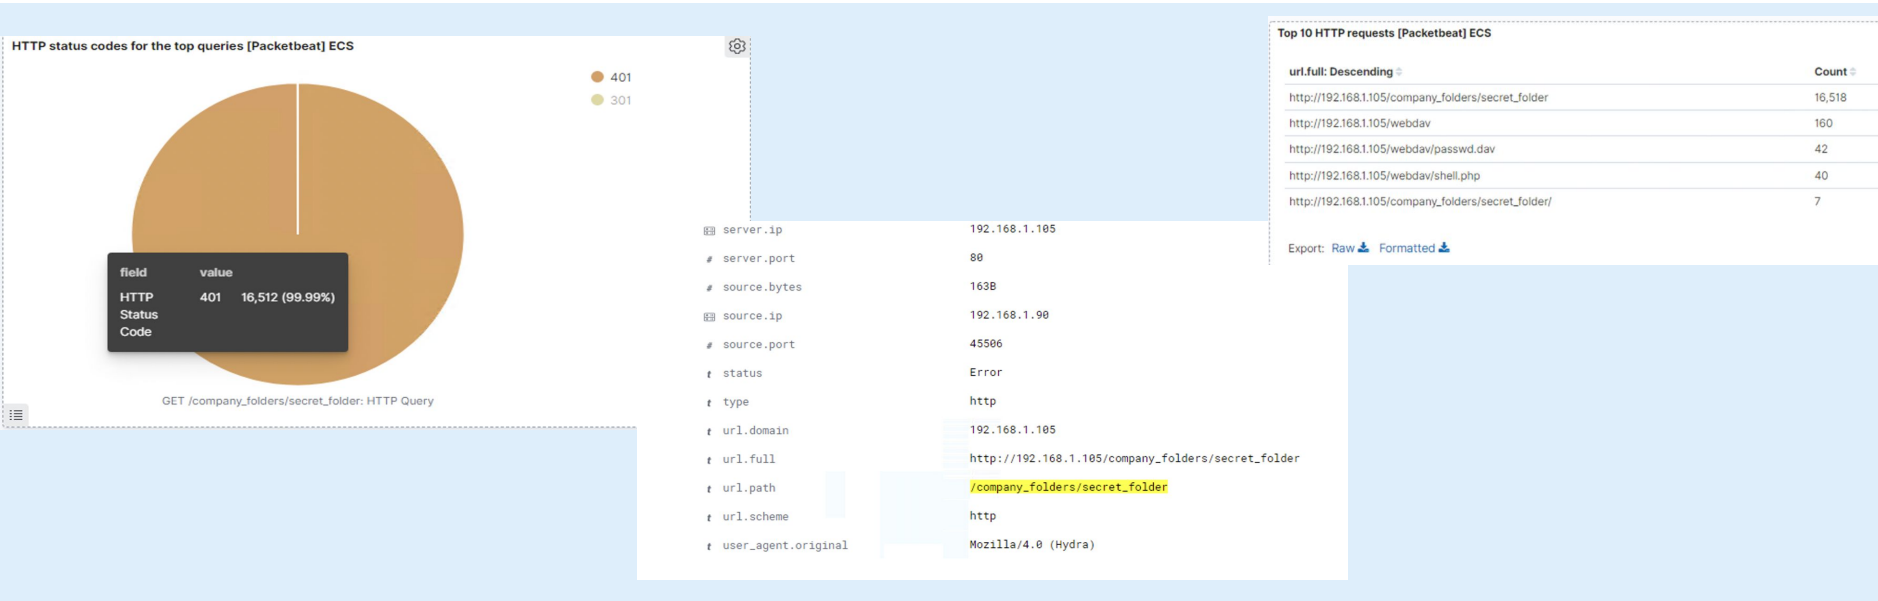 HTTP status codes for the top queries [Packetbeat] ECS
401
301
field value
HTTP 401 16,512 (99.99%)
Status
Code
GET /company_folders/secret_folder: HTTP Query
server.ip 192.168.1.105
# server.port 80
# source.bytes 163B
source.ip 192.168.1.90
# source.port 45506
t status Error
t type http
t url.domain 192.168.1.105
t url.full http://192.168.1.105/company_folders/secret_folder
t url.path /company_folders/secret_folder
t url.scheme http
t user_agent.original Mozilla/4.0 (Hydra)
Top 10 HTTP requests [Packetbeat] ECS
url.full: Descending Count
http://192.168.1.105/company_folders/secret_folder 16,518
http://192.168.1.105/webdav 160
http://192.168.1.105/webdav/passwd.dav 42
http://192.168.1.105/webdav/shell.php 40
http://192.168.1.105/company_folders/secret_folder/ 7
Export: Raw Formatted